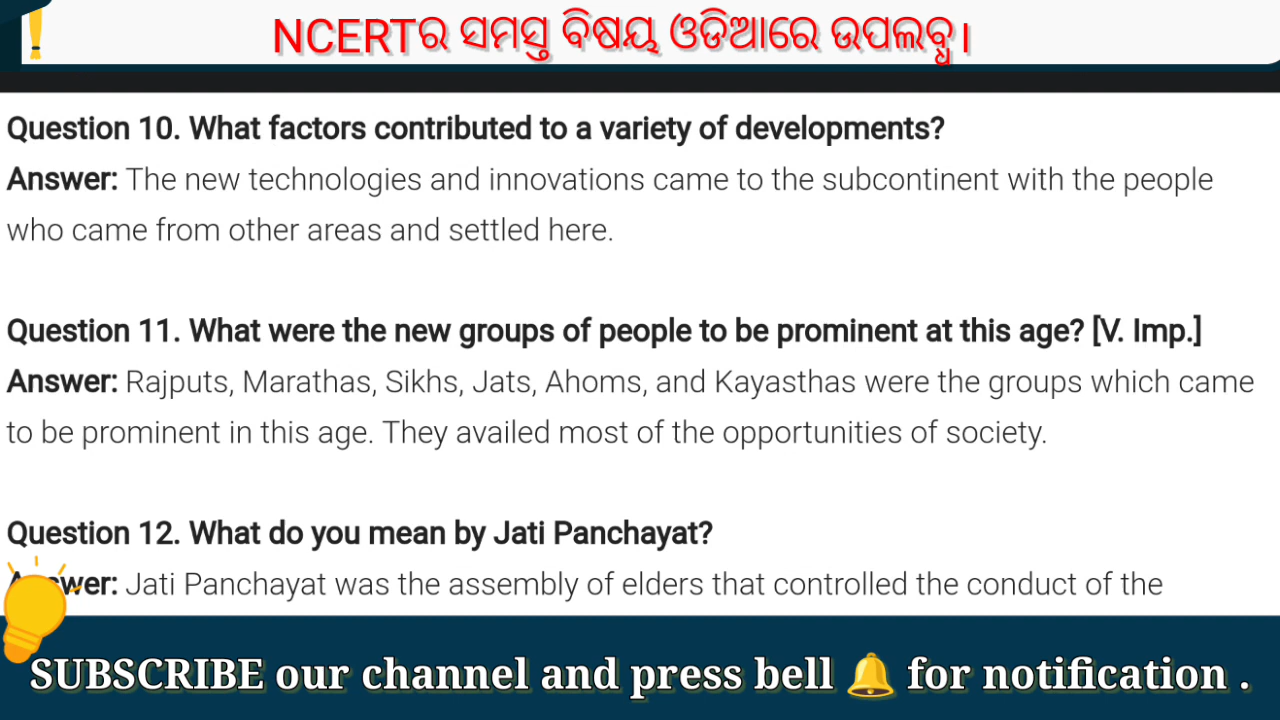 NCERTର ସମସ୍ତ ବିଷୟ ଓଡିଆରେ ଉପଲବ୍ଧ।
Question 10. What factors contributed to a variety of developments?
Answer: The new technologies and innovations came to the subcontinent with the people
who came from other areas and settled here.
Question 11. What were the new groups of people to be prominent at this age? [V. Imp.]
Answer: Rajputs, Marathas, Sikhs, Jats, Ahoms, and Kayasthas were the groups which came
to be prominent in this age. They availed most of the opportunities of society.
Question 12. What do you mean by Jati Panchayat?
Answer: Jati Panchayat was the assembly of elders that controlled the conduct of the
SUBSCRIBE our channel and press bell 🔔 for notification .